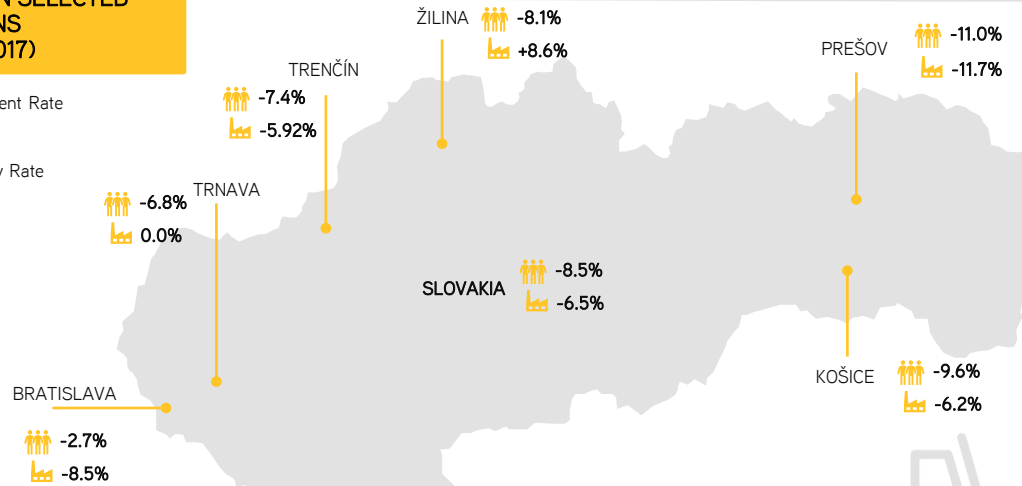 SELECTED
NS
017)
ent Rate
y Rate
ŽILINA
-8.1%
+8.6%
TRENČÍN
-7.4%
-5.92%
PREŠOV
-11.0%
-11.7%
TRNAVA
-6.8%
0.0%
SLOVAKIA
-8.5%
-6.5%
BRATISLAVA
-2.7%
-8.5%
KOŠICE
-9.6%
-6.2%